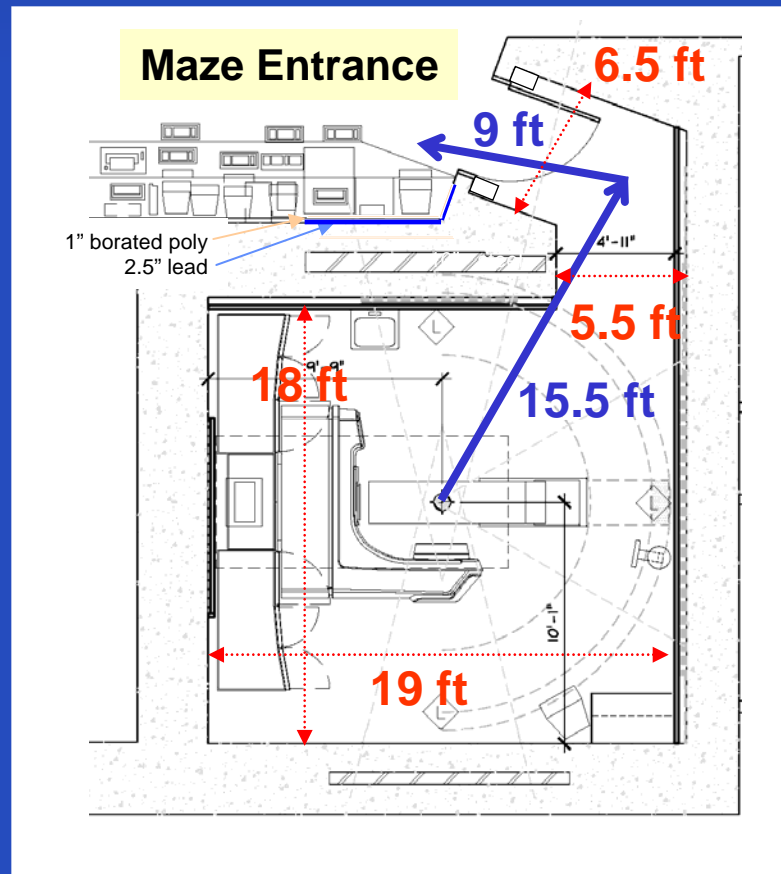 Maze Entrance
6.5 ft
9 ft
1” borated poly
2.5” lead
4'-11"
5.5 ft
L
9'-9"
18 ft
15.5 ft
L
10'-1"
19 ft
L